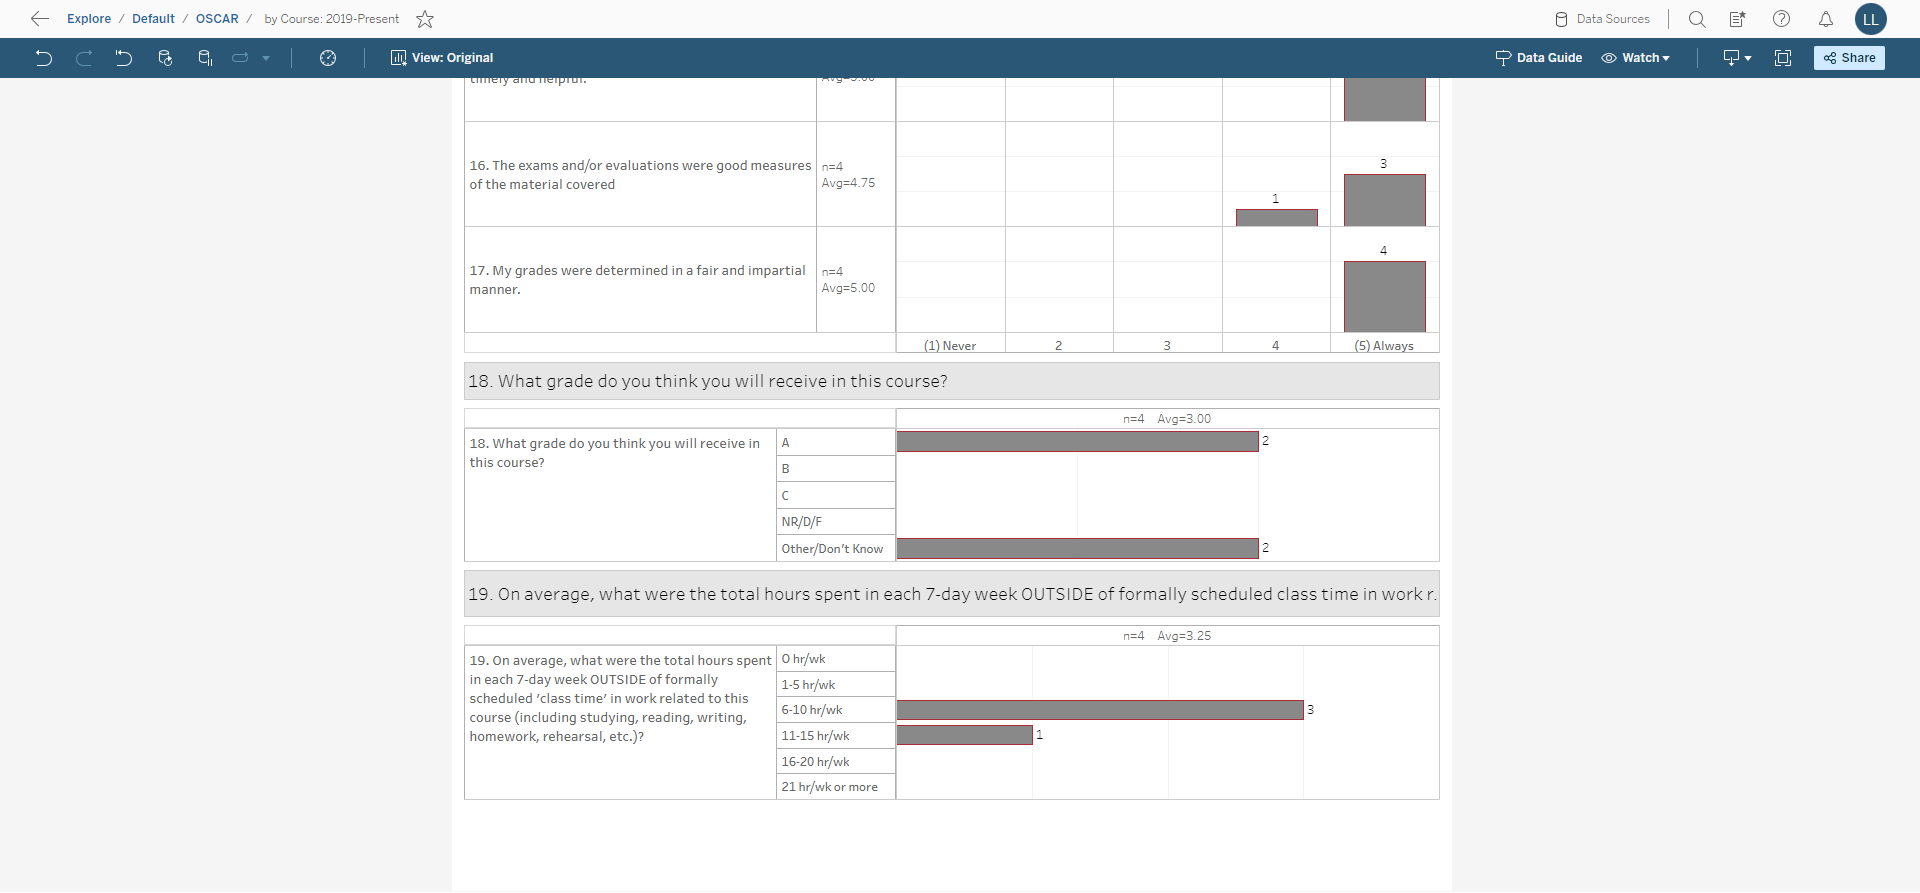 Explore / Default / OSCAR / by Course: 2019-Present
Data Sources
LL
View: Original
Data Guide
Watch
Share
timely and helpful.
Avg=5.00
16. The exams and/or evaluations were good measures
of the material covered
n=4
Avg=4.75
1
3
17. My grades were determined in a fair and impartial
manner.
n=4
Avg=5.00
4
(1) Never 2 3 4 (5) Always
18. What grade do you think you will receive in this course?
n=4 Avg=3.00
18. What grade do you think you will receive in
this course?
A 2
B
C
NR/D/F
Other/Don't Know 2
19. On average, what were the total hours spent in each 7-day week OUTSIDE of formally scheduled class time in work r.
n=4 Avg=3.25
19. On average, what were the total hours spent
in each 7-day week OUTSIDE of formally
scheduled 'class time' in work related to this
course (including studying, reading, writing,
homework, rehearsal, etc.)?
0 hr/wk
1-5 hr/wk
6-10 hr/wk 3
11-15 hr/wk 1
16-20 hr/wk
21 hr/wk or more